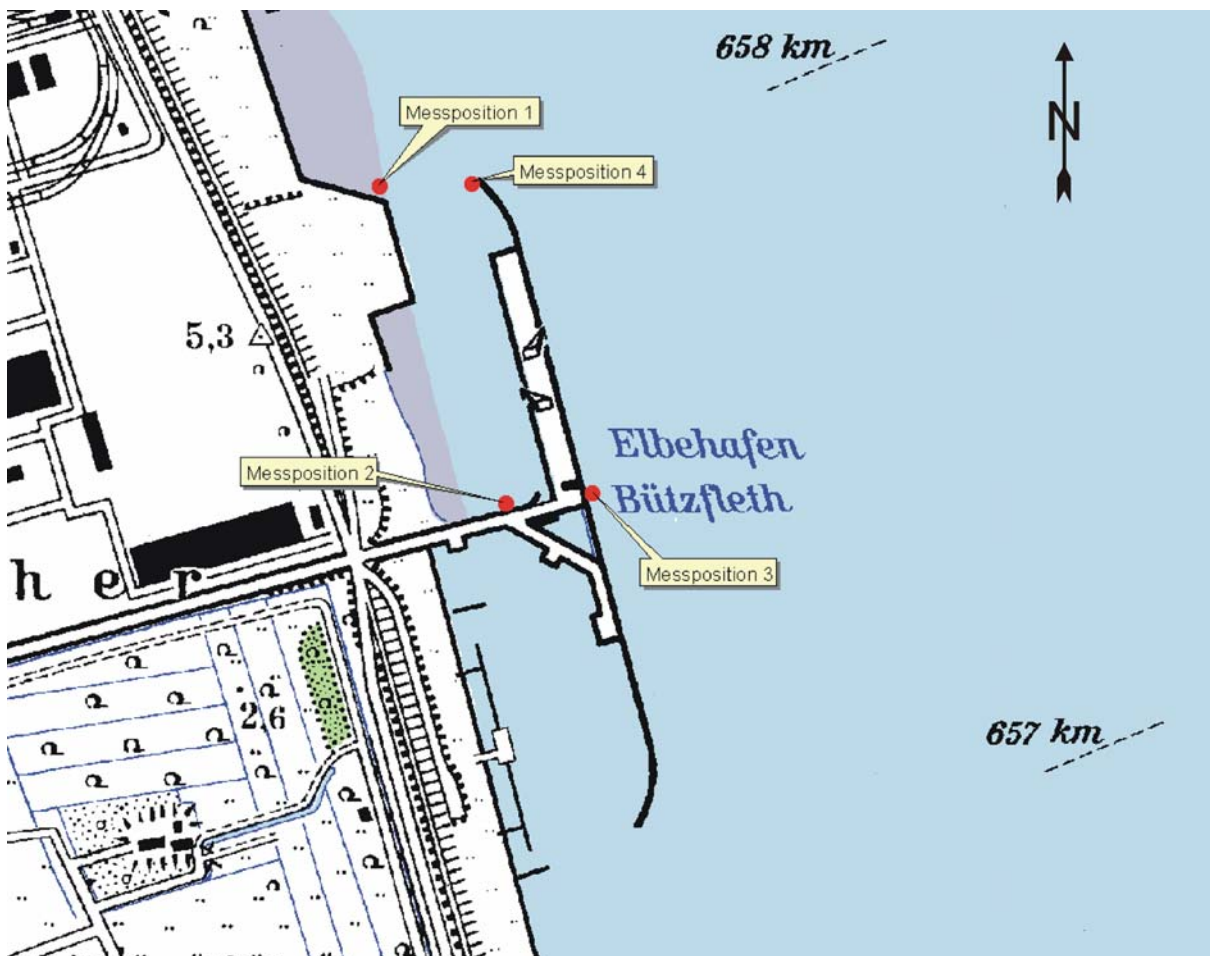 658 km
N
Messposition 1
Messposition 4
5,3
Elbehafen
Bützfleth
Messposition 2
Messposition 3
h e r
2,6
657 km